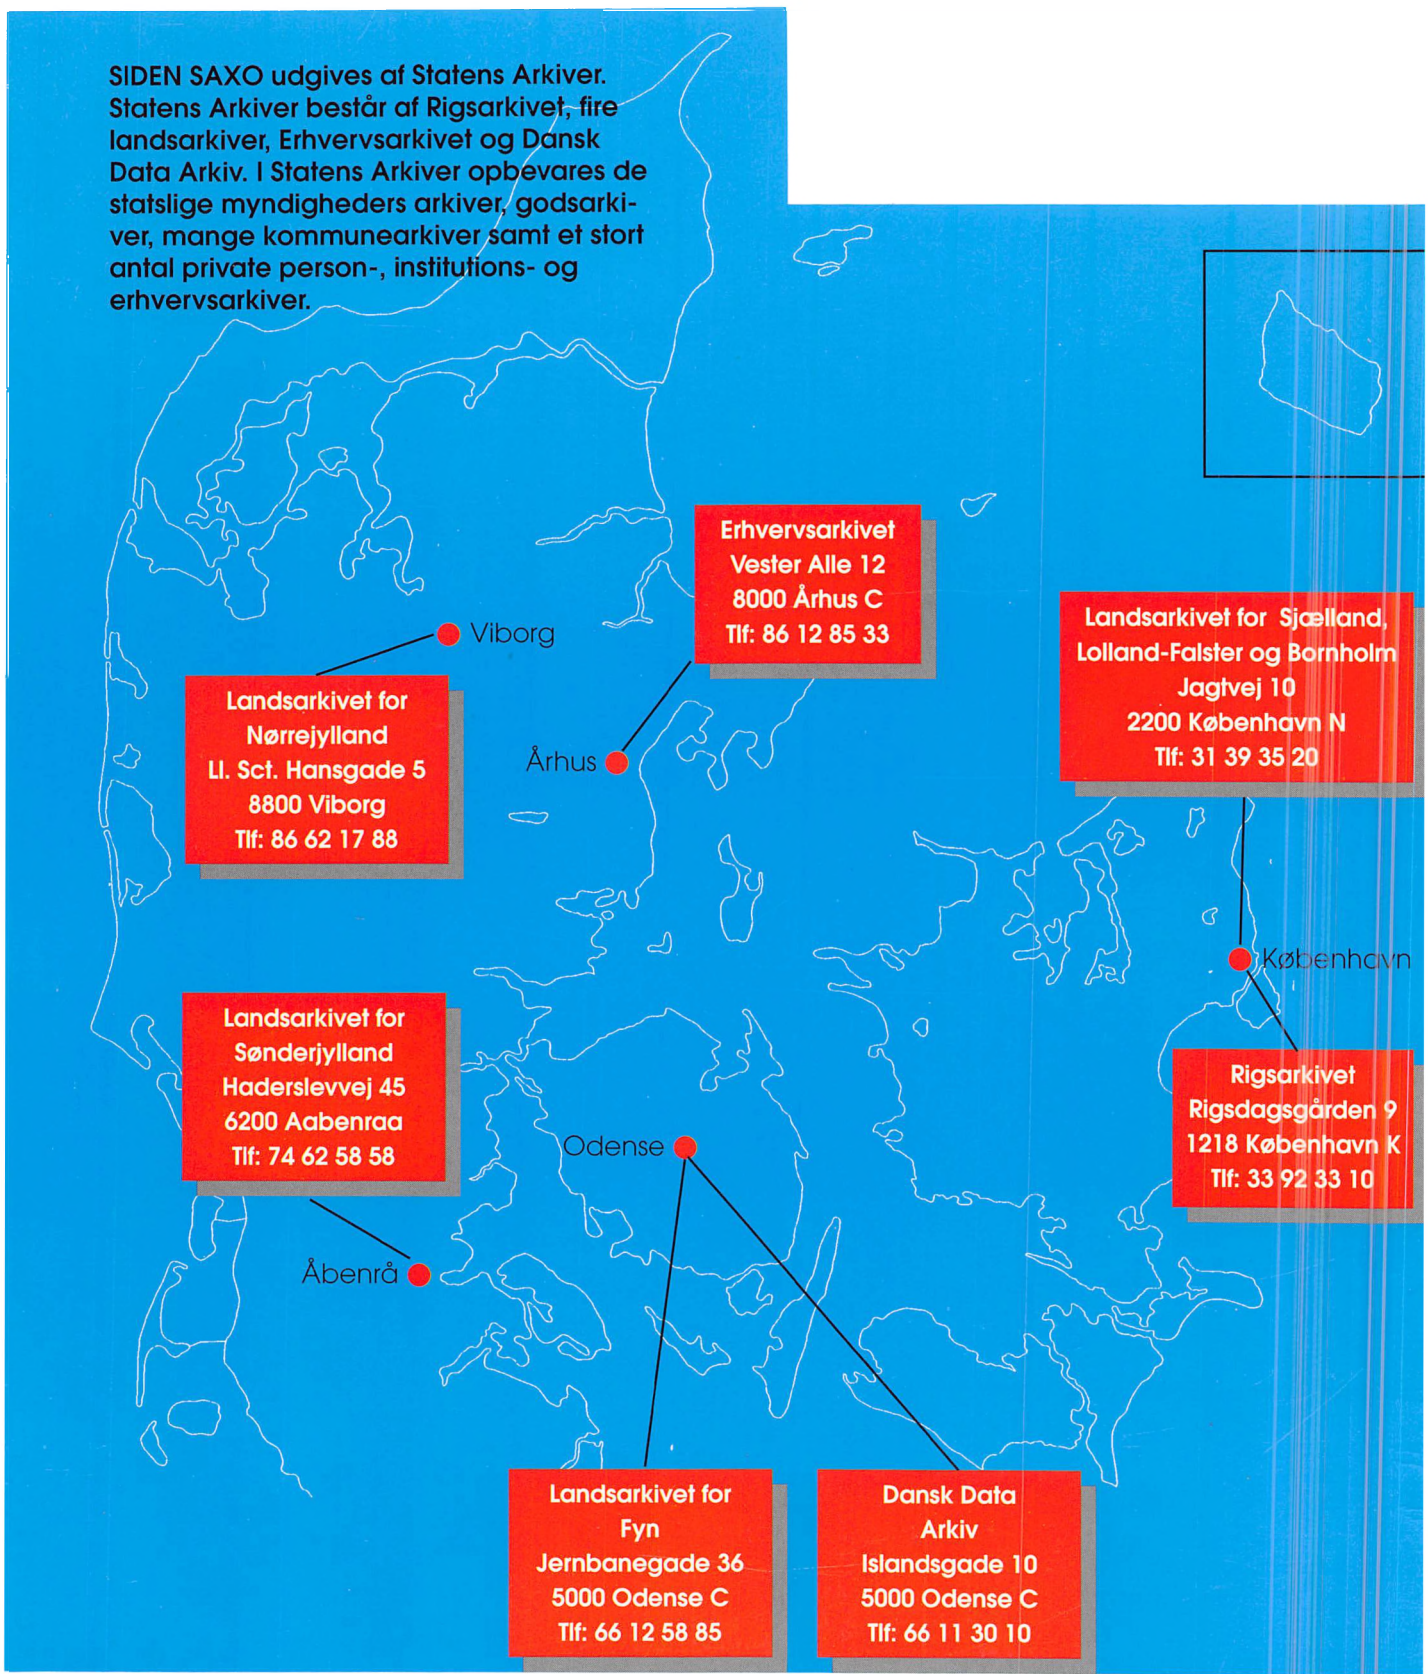 SIDEN SAXO udgives af Statens Arkiver.
Statens Arkiver består af Rigsarkivet, fire
landsarkiver, Erhvervsarkivet og Dansk
Data Arkiv. I Statens Arkiver opbevares de
statslige myndigheders arkiver, godsarki-
ver, mange kommunearkiver samt et stort
antal private person-, institutions- og
erhvervsarkiver.
Erhvervsarkivet
Vester Alle 12
8000 Århus C
Tlf: 86 12 85 33
Landsarkivet for Sjælland,
Lolland-Falster og Bornholm
Jagtvej 10
2200 København N
Tlf: 31 39 35 20
Viborg
Landsarkivet for
Nørrejylland
Ll. Sct. Hansgade 5
8800 Viborg
Tlf: 86 62 17 88
Århus
København
Landsarkivet for
Sønderjylland
Haderslevvej 45
6200 Aabenraa
Tlf: 74 62 58 58
Rigsarkivet
Rigsdagsgården 9
1218 København K
Tlf: 33 92 33 10
Odense
Åbenrå
Landsarkivet for
Fyn
Jernbanegade 36
5000 Odense C
Tlf: 66 12 58 85
Dansk Data
Arkiv
Islandsgade 10
5000 Odense C
Tlf: 66 11 30 10